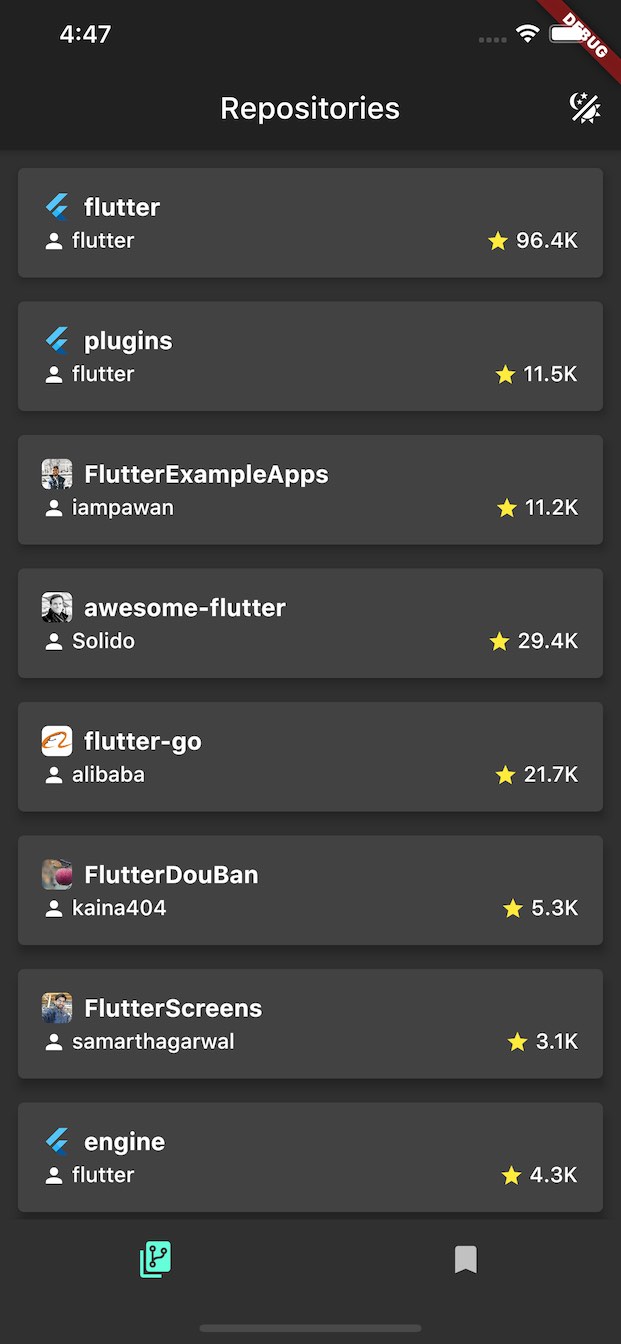 4:47
DEBUG
Repositories
flutter
flutter
96.4K
plugins
flutter
11.5K
FlutterExampleApps
iampawan
11.2K
awesome-flutter
Solido
29.4K
flutter-go
alibaba
21.7K
FlutterDouBan
kaina404
5.3K
FlutterScreens
samarthagarwal
3.1K
engine
flutter
4.3K